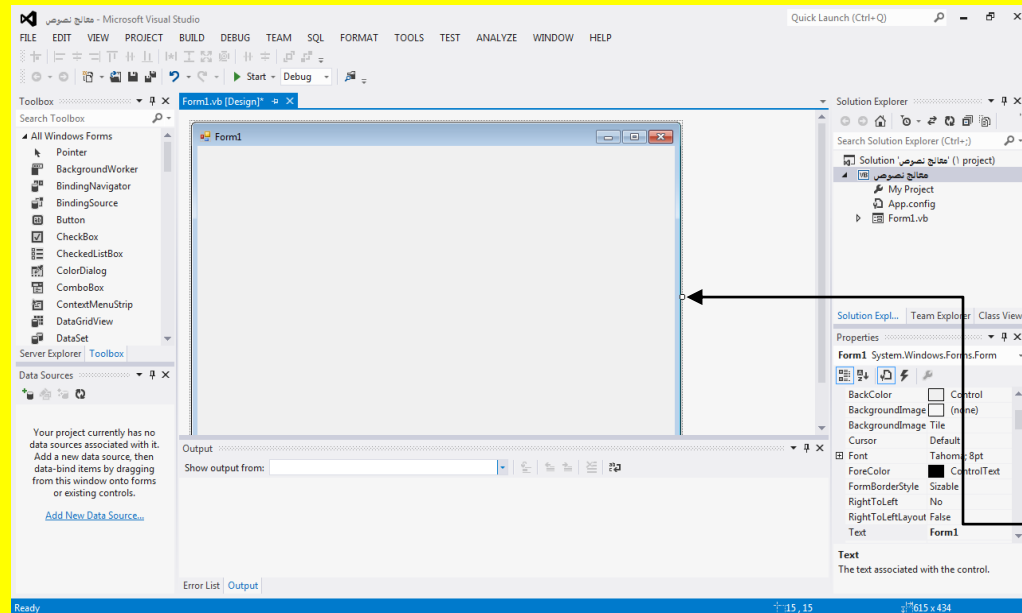 معالج نصوص - Microsoft Visual Studio
Quick Launch (Ctrl+Q)
FILE EDIT VIEW PROJECT BUILD DEBUG TEAM SQL FORMAT TOOLS TEST ANALYZE WINDOW HELP
Start Debug
Toolbox
Search Toolbox
All Windows Forms
Pointer
BackgroundWorker
BindingNavigator
BindingSource
Button
CheckBox
CheckedListBox
ColorDialog
ComboBox
ContextMenuStrip
DataGridView
DataSet
Server Explorer Toolbox
Data Sources
Your project currently has no
data sources associated with it.
Add a new data source, then
data-bind items by dragging
from this window onto forms
or existing controls.
Add New Data Source...
Form1.vb [Design]*
Form1
Output
Show output from:
Error List Output
Solution Explorer
Search Solution Explorer (Ctrl+;)
Solution 'معالج نصوص' (١ project)
معالج نصوص
My Project
App.config
Form1.vb
Solution Expl... Team Explorer Class View
Properties
Form1 System.Windows.Forms.Form
BackColor Control
BackgroundImage (none)
BackgroundImage Tile
Cursor Default
Font Tahoma; 8pt
ForeColor ControlText
FormBorderStyle Sizable
RightToLeft No
RightToLeftLayout False
Text Form1
Text
The text associated with the control.
Ready
15 , 15
615 x 434